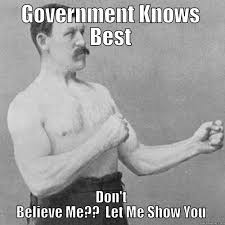 Government Knows
Best
Don't
Believe Me??  Let Me Show You